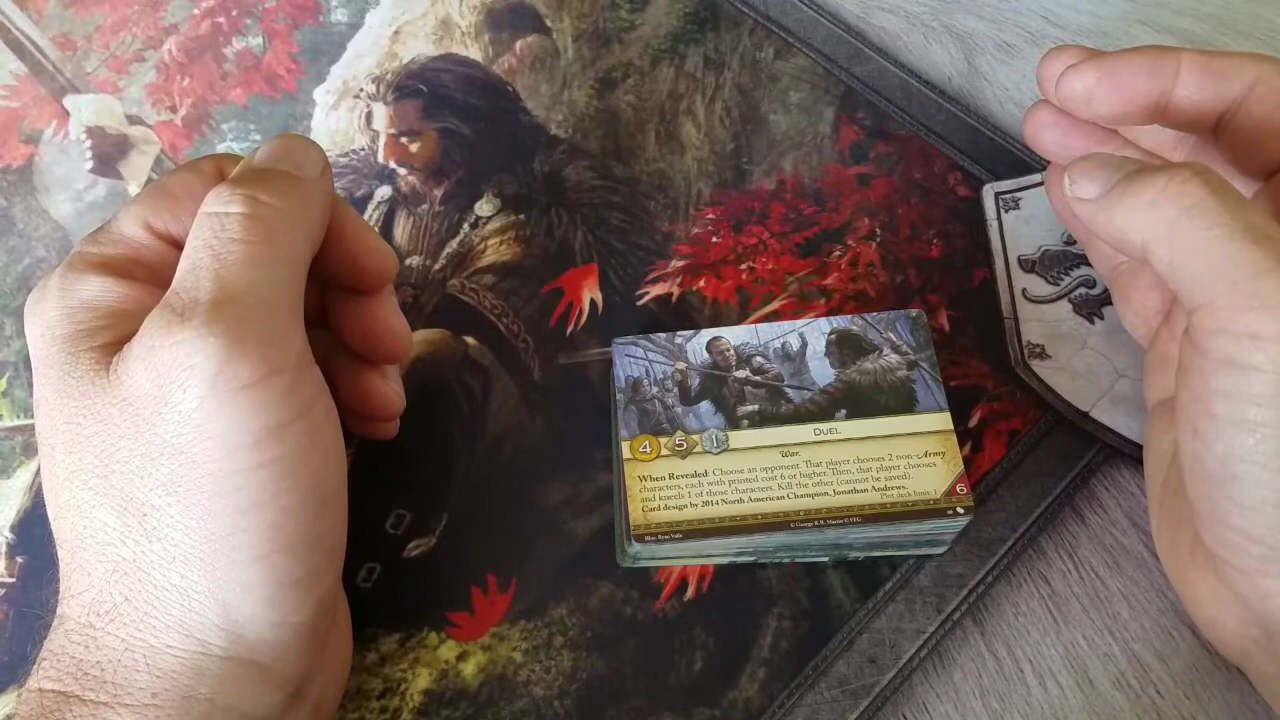 4 5 1 DUEL
War.
When Revealed: Choose an opponent. That player chooses 2 non-Army
characters, each with printed cost 6 or higher. Then, that player chooses
and kneels 1 of those characters. Kill the other (cannot be saved).
Card design by 2014 North American Champion, Jonathan Andrews.
Plot deck limit: 1.
6
Illus. Ryan Valle
© George R.R. Martin © FFG